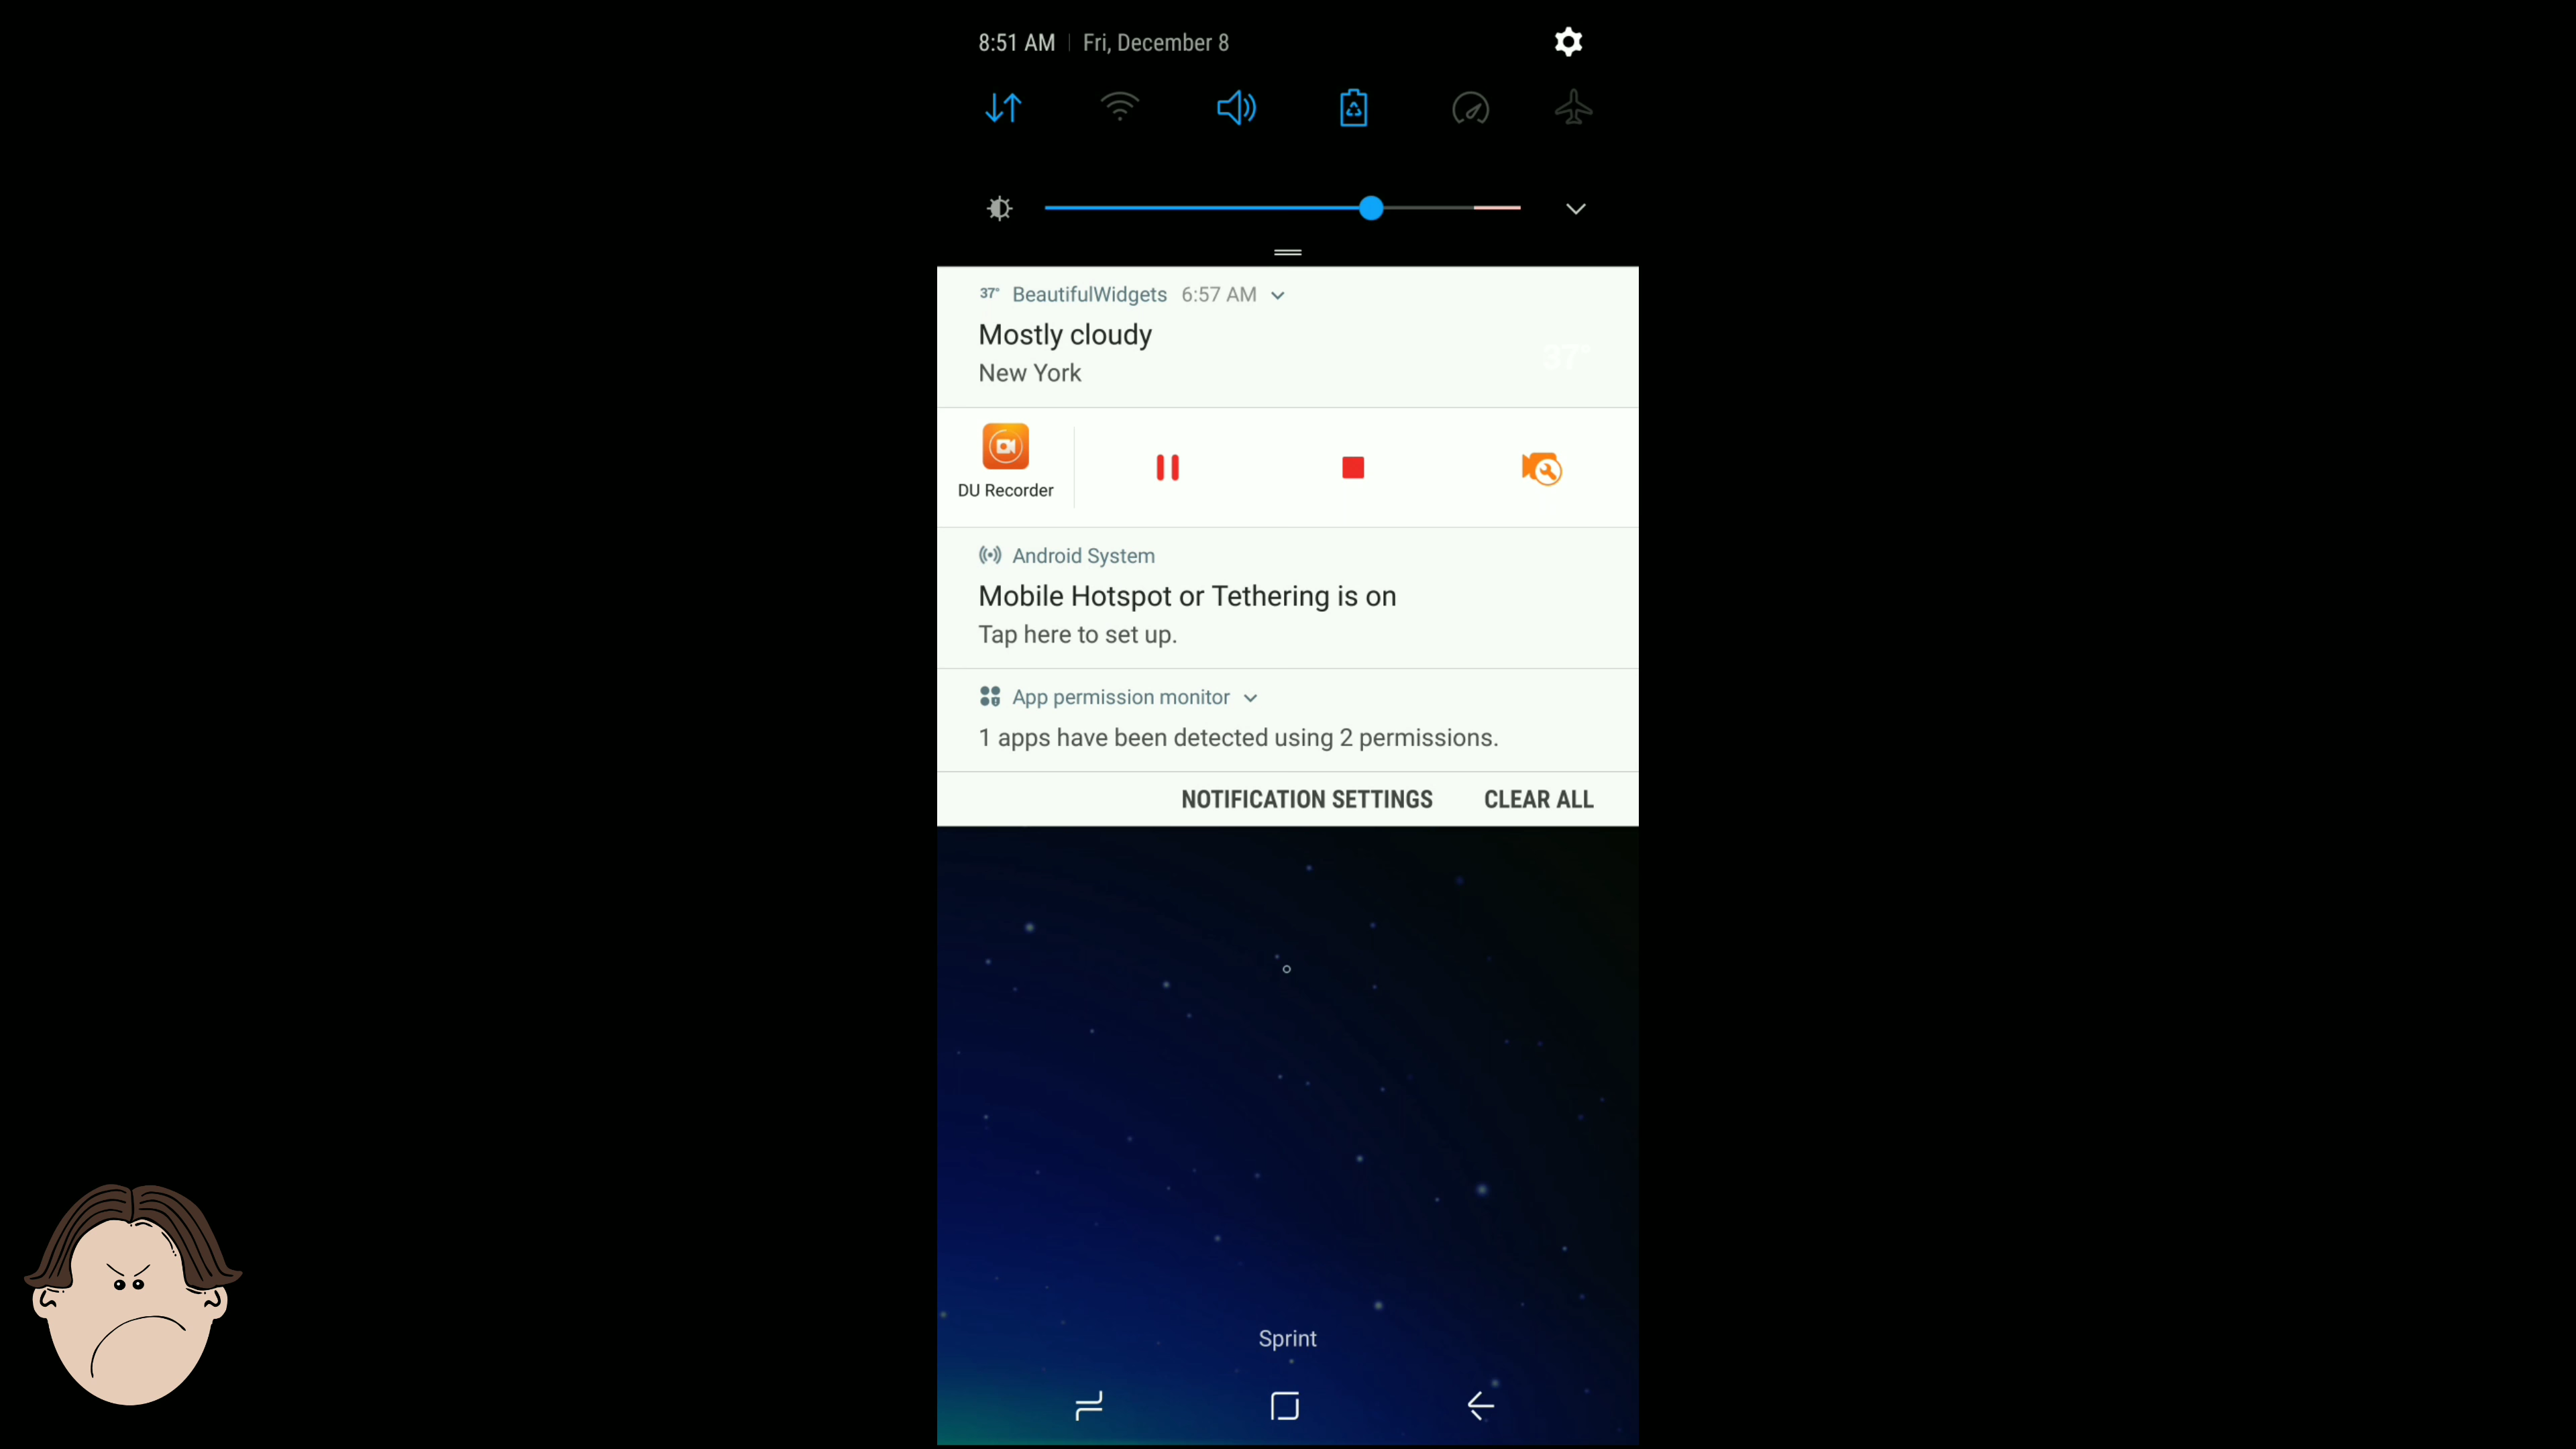 8:51 AM | Fri, December 8
37° BeautifulWidgets 6:57 AM
Mostly cloudy
37°
New York
DU Recorder
Android System
Mobile Hotspot or Tethering is on
Tap here to set up.
App permission monitor
1 apps have been detected using 2 permissions.
NOTIFICATION SETTINGS CLEAR ALL
Sprint